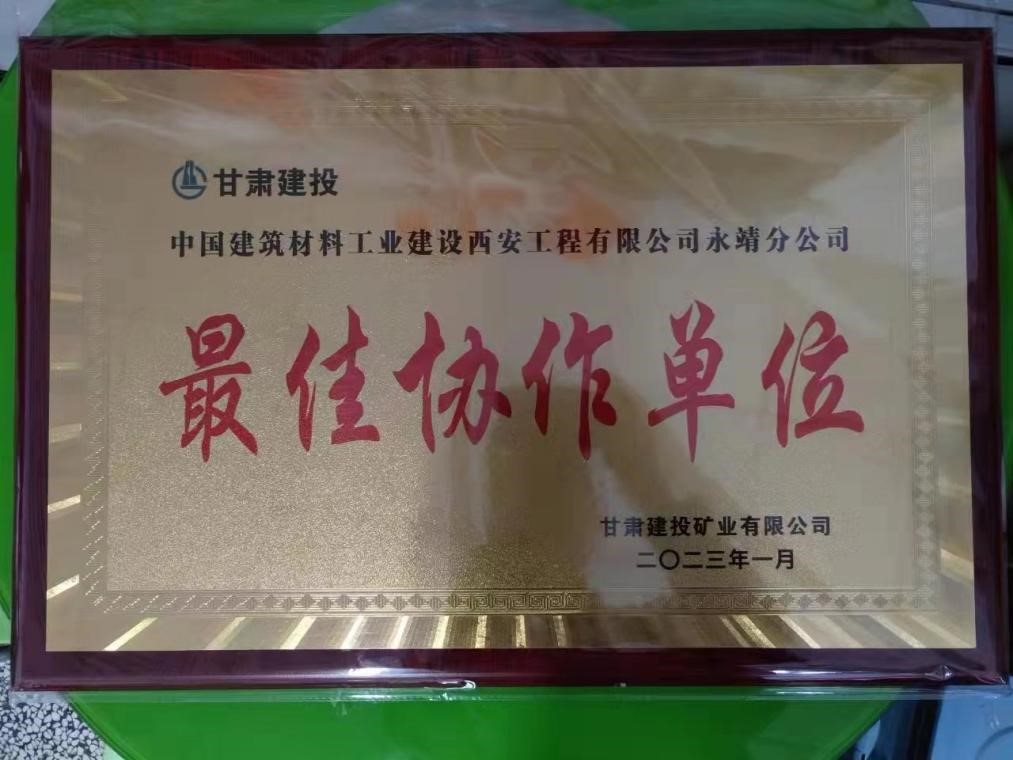 甘肃建投
中国建筑材料工业建设西安工程有限公司永靖分公司
最佳协作单位
甘肃建投矿业有限公司
二〇二三年一月